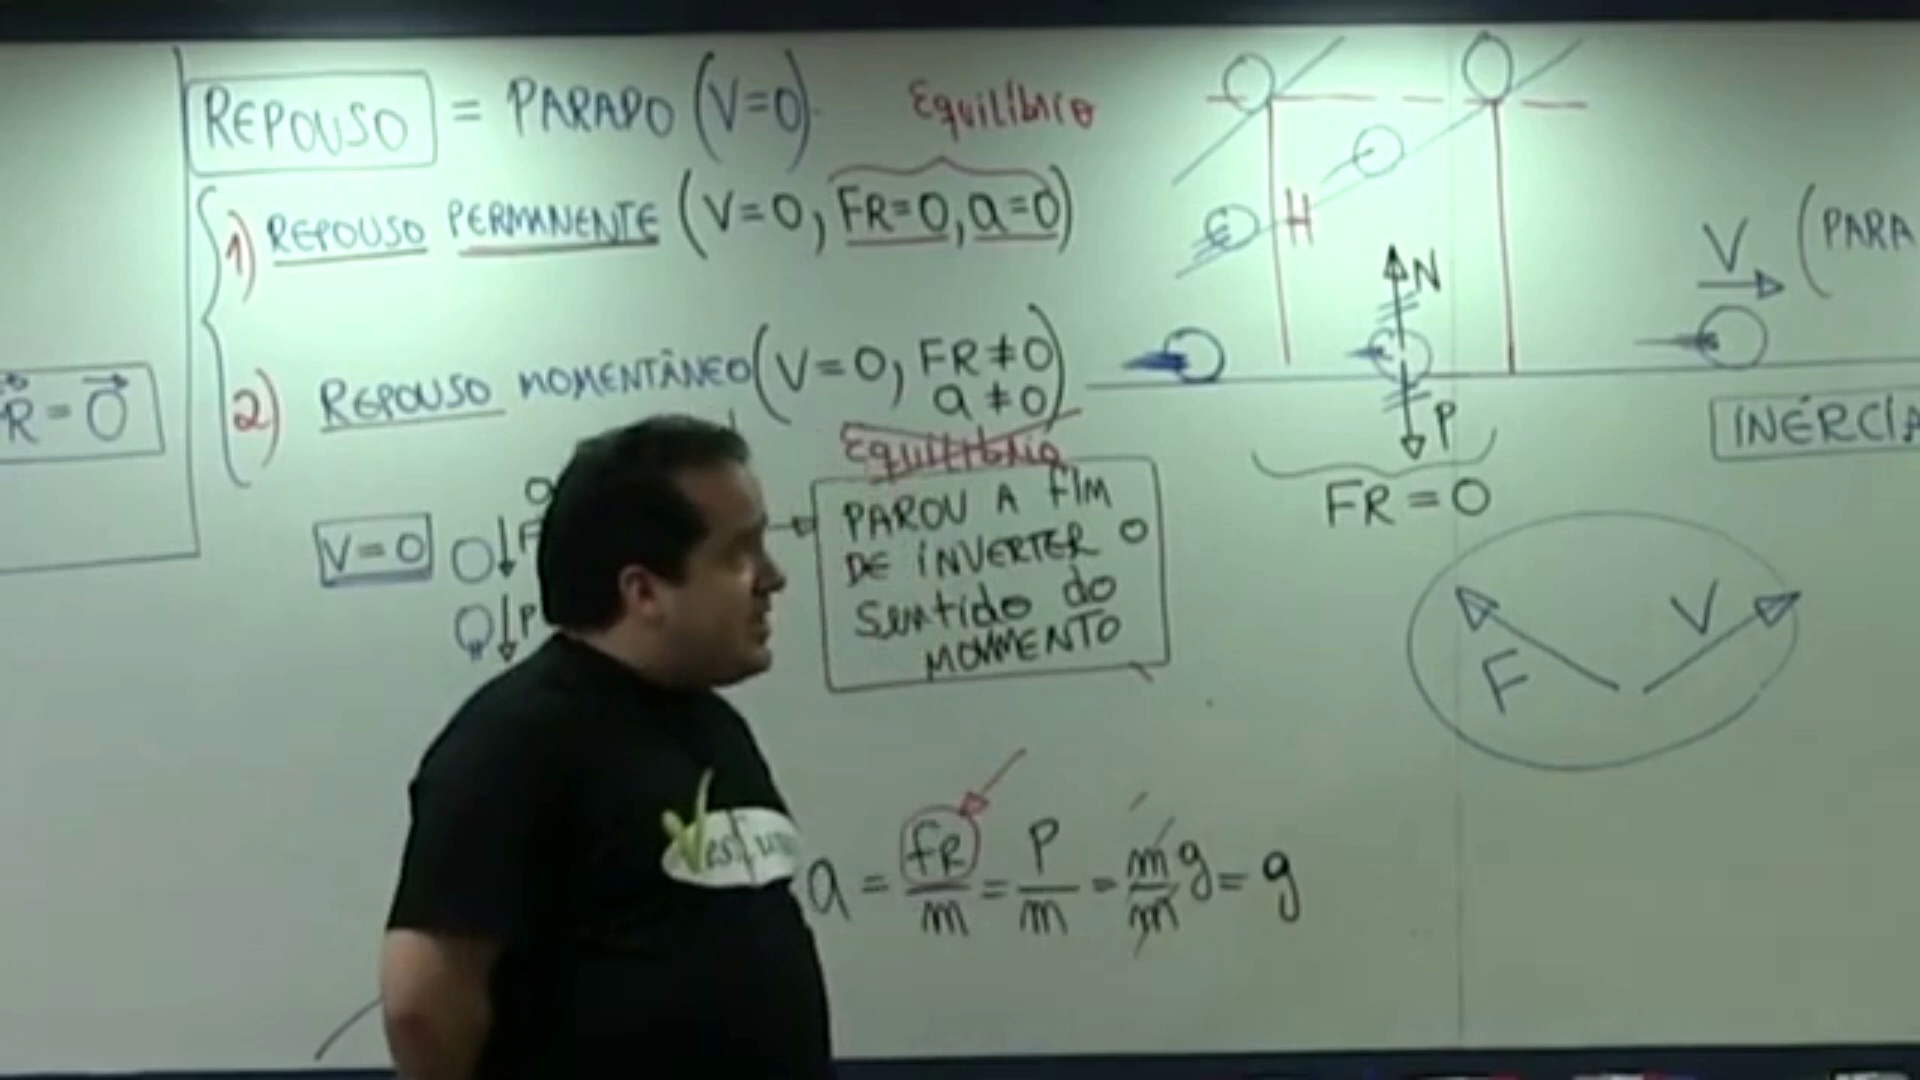 REPOUSO = PARADO (V=0)
Equilíbrio
1) REPOUSO PERMANENTE (V=0, FR=0, a=0)
2) REPOUSO MOMENTÂNEO (V=0, FR≠0
a≠0)
Equilíbrio
R = 0
V=0
P
PAROU A FIM
DE INVERTER O
Sentido do
MOVIMENTO
a = FR/m = P/m = mg/m = g
H
N
P
FR = 0
V (PARA
INÉRCIA
F V